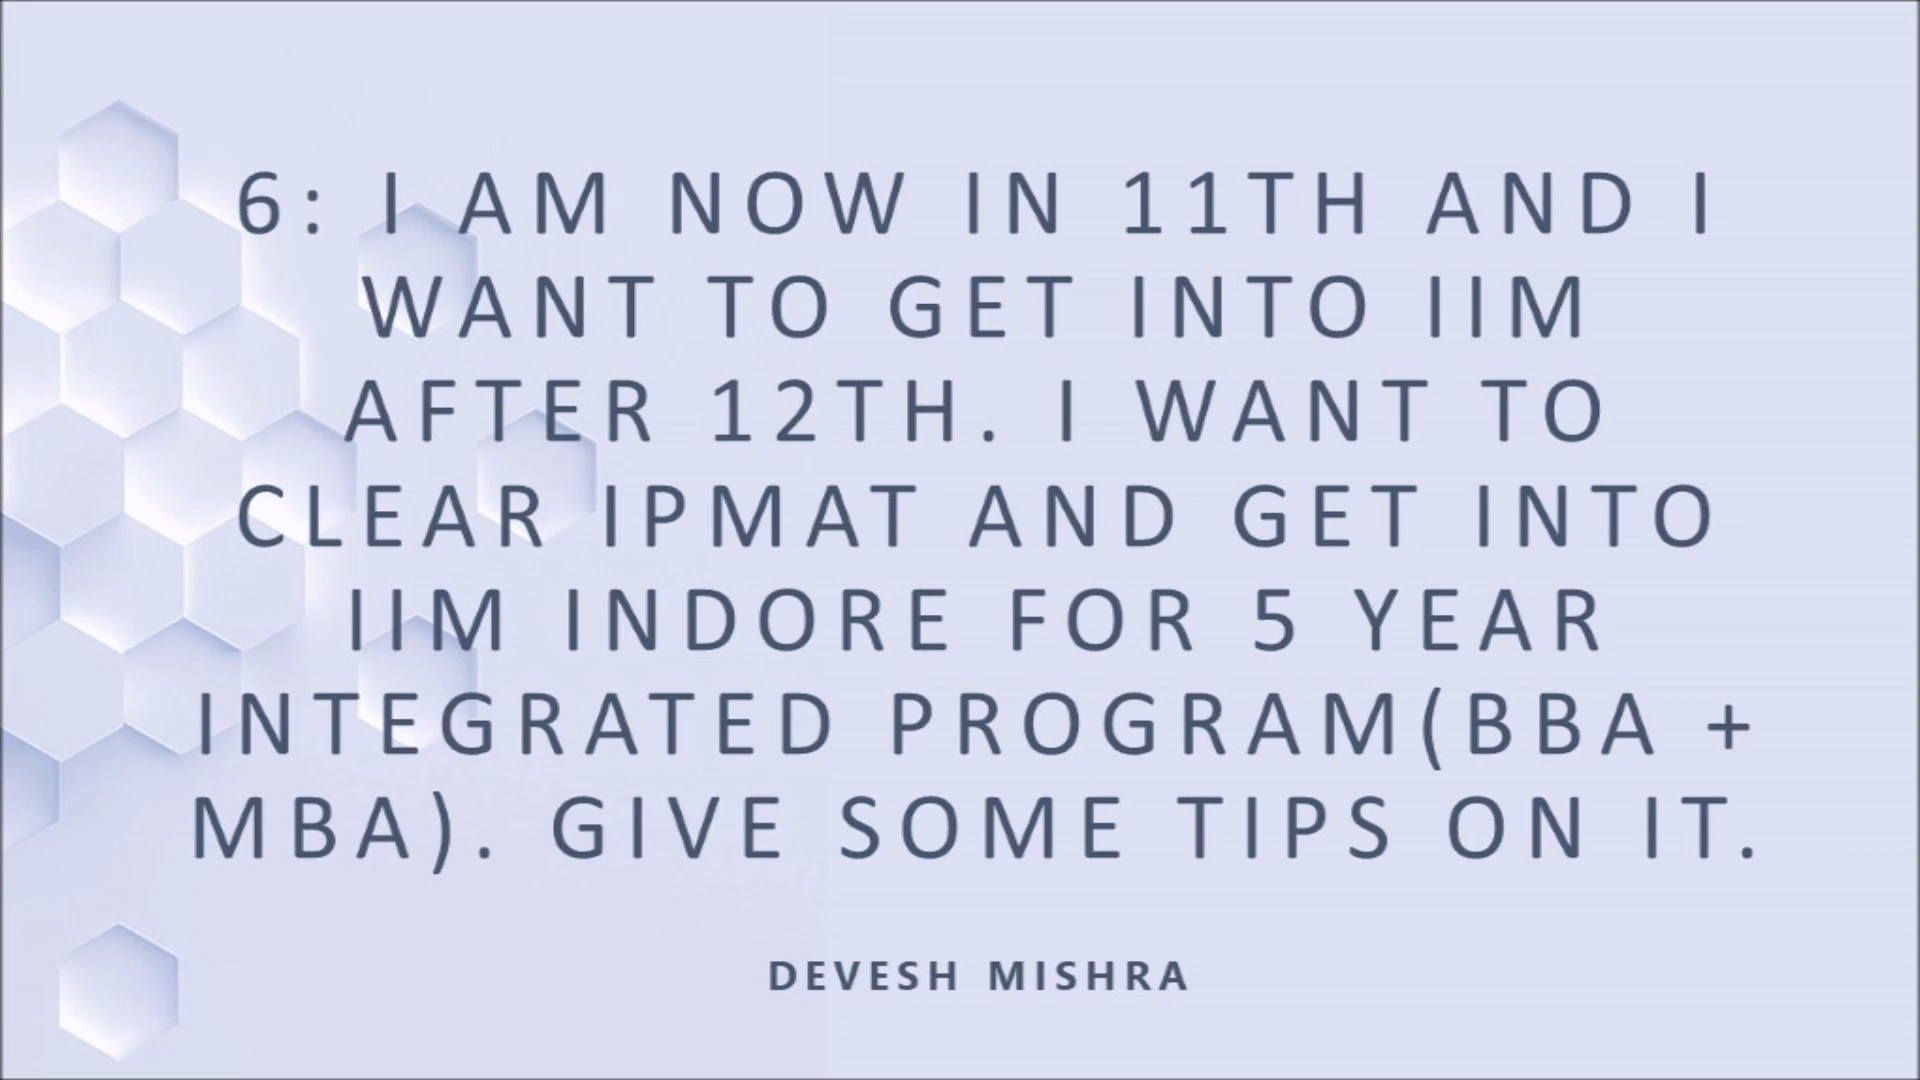 6: I AM NOW IN 11TH AND I
WANT TO GET INTO IIM
AFTER 12TH. I WANT TO
CLEAR IPMAT AND GET INTO
IIM INDORE FOR 5 YEAR
INTEGRATED PROGRAM(BBA +
MBA). GIVE SOME TIPS ON IT.
DEVESH MISHRA